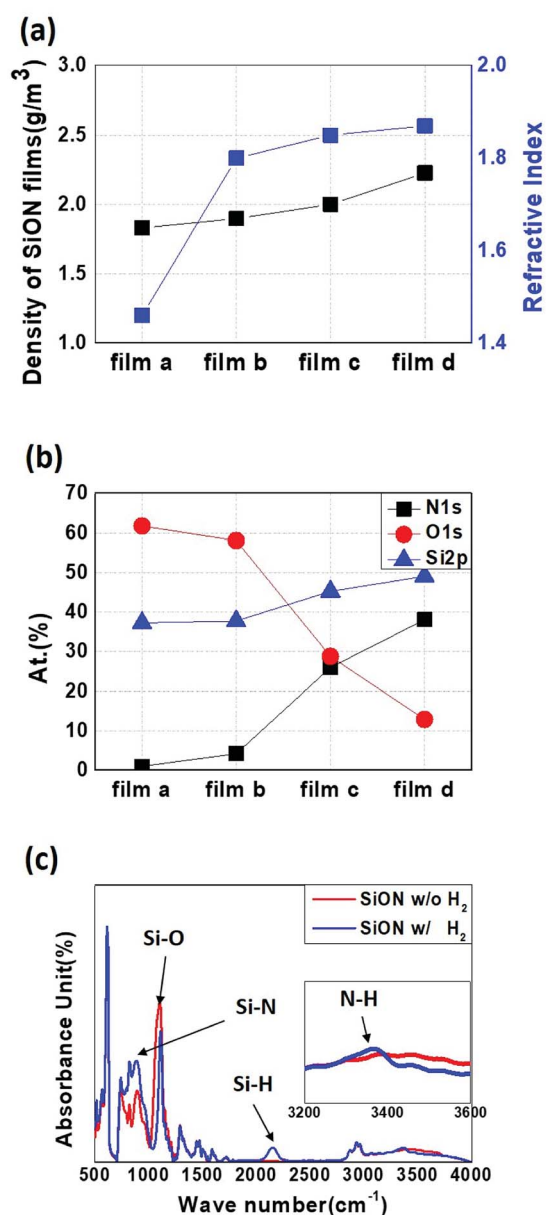 (a)
Density of SiON films(g/m³)
3.0
2.5
2.0
1.5
1.0
2.0
1.8
1.6
1.4
Refractive Index
film a film b film c film d
(b)
At.(%)
70
60
50
40
30
20
10
0
N1s
O1s
Si2p
film a film b film c film d
(c)
Absorbance Unit(%)
SiON w/o H₂
SiON w/ H₂
Si-O
Si-N
Si-H
N-H
3200 3400 3600
500 1000 1500 2000 2500 3000 3500 4000
Wave number(cm⁻¹)